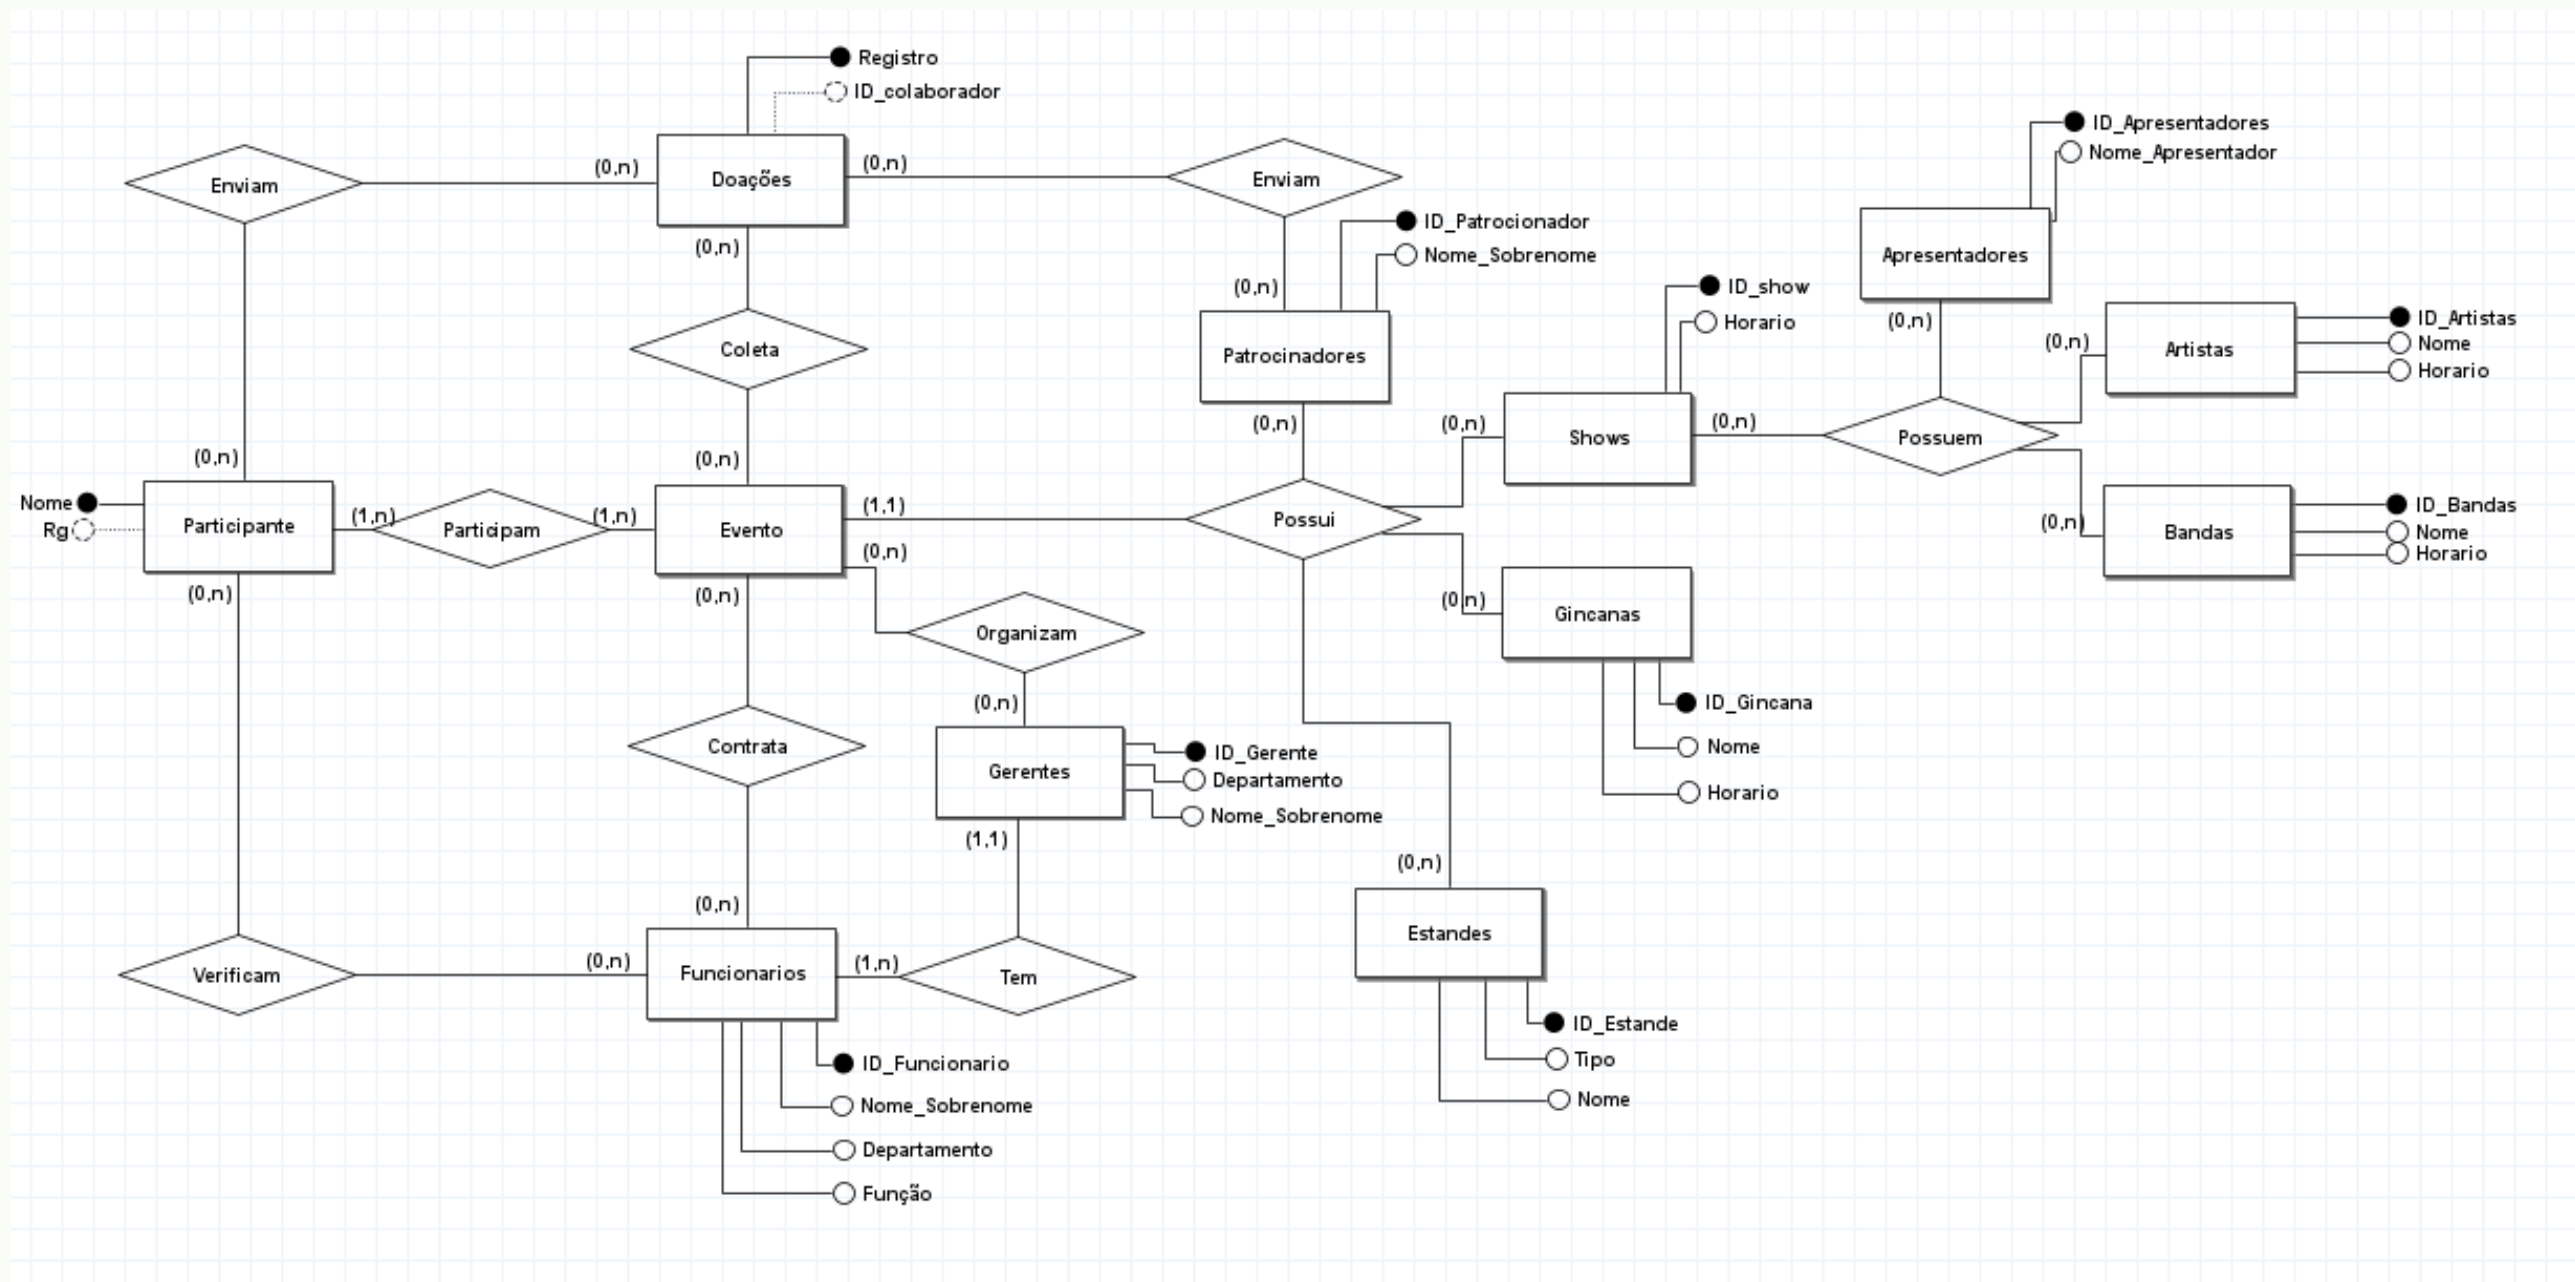 Registro
ID_colaborador
ID_Apresentadores
Nome_Apresentador
Enviam
(0,n)
Doações
(0,n)
Enviam
ID_Patrocionador
Nome_Sobrenome
(0,n)
Apresentadores
(0,n)
ID_show
Horario
(0,n)
ID_Artistas
Nome
Horario
(0,n)
Artistas
Coleta
Patrocinadores
(0,n)
(0,n)
Shows
(0,n)
Possuem
(0,n)
(0,n)
Nome
Rg
Participante
(1,n)
Participam
(1,n)
Evento
(1,1)
Possui
(0,n)
Bandas
ID_Bandas
Nome
Horario
(0,n)
(0,n)
(0,n)
(0,n)
Gincanas
Organizam
(0,n)
ID_Gincana
Nome
Horario
Contrata
Gerentes
ID_Gerente
Departamento
Nome_Sobrenome
(1,1)
(0,n)
(0,n)
Estandes
Verificam
(0,n)
Funcionarios
(1,n)
Tem
ID_Estande
Tipo
Nome
ID_Funcionario
Nome_Sobrenome
Departamento
Função